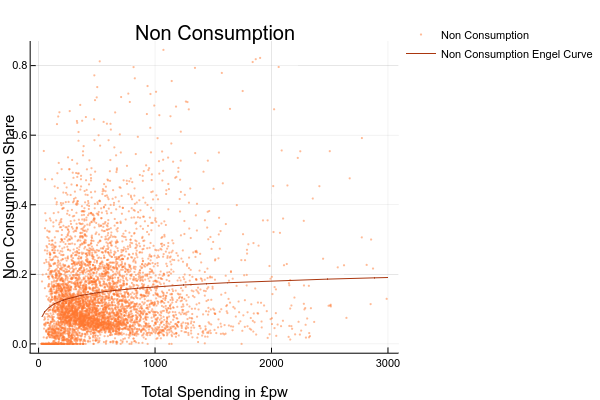 Non Consumption
Non Consumption
Non Consumption Engel Curve
Non Consumption Share
0.8
0.6
0.4
0.2
0.0
0
1000
2000
3000
Total Spending in £pw